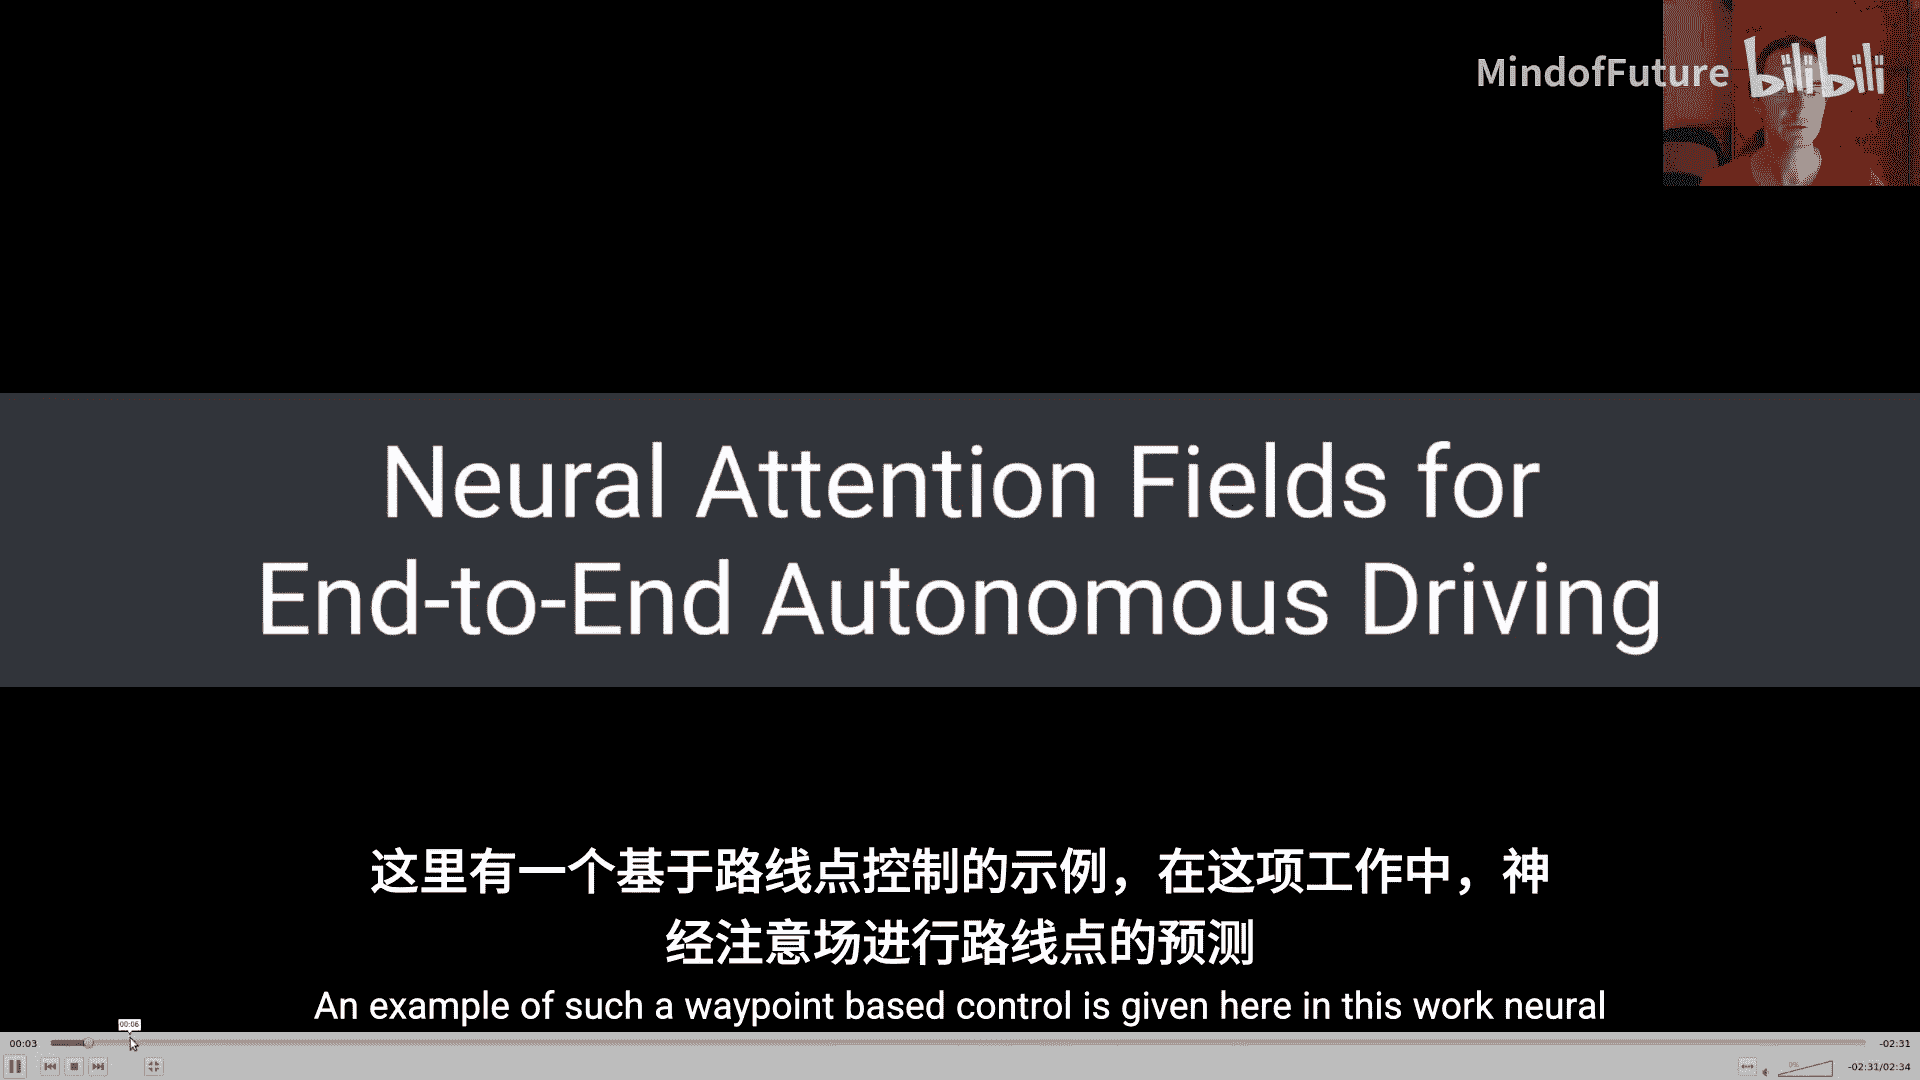 MindofFuture bilibili
Neural Attention Fields for
End-to-End Autonomous Driving
这里有一个基于路线点控制的示例，在这项工作中，神
经注意场进行路线点的预测
An example of such a waypoint based control is given here in this work neural
00:06
00:03
-02:31
0%
-02:31/02:34